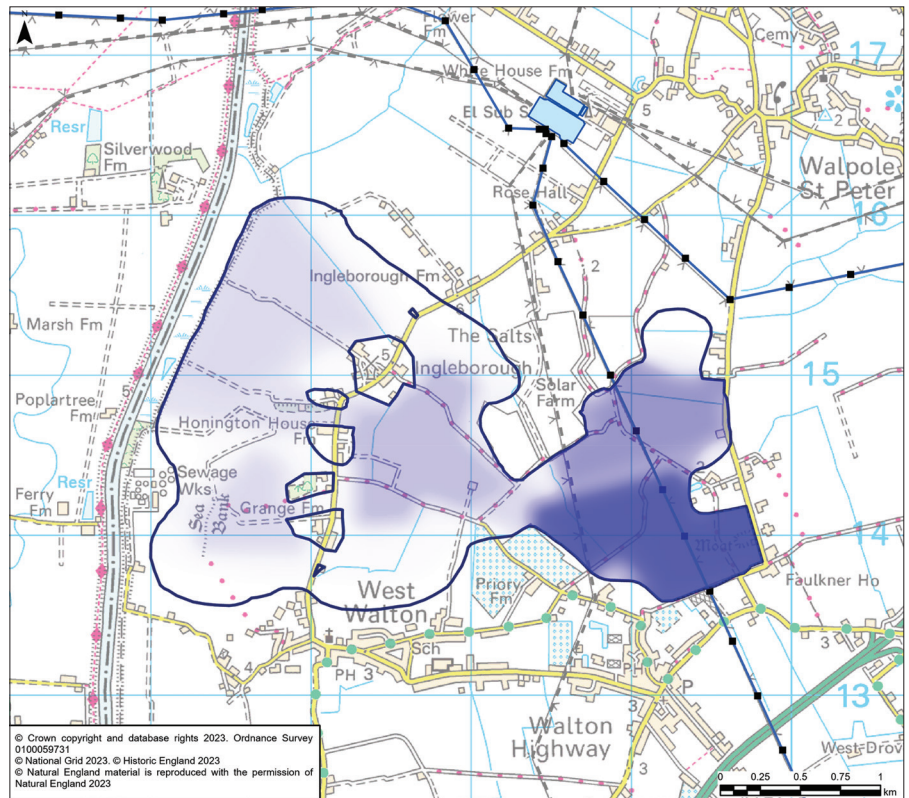 N
Flower
Fm
Cemy
17
White House Fm
El Sub S
5
Resr
Silverwood
Fm
2
Walpole
St Peter
Rose Hall
16
2
Ingleborough Fm
6
Marsh Fm
The Salts
5
Ingleborough
15
5
Solar
Farm
Poplartree
Fm
Honington House
Fm
2
Sewage
Wks
Resr
Ferry
Fm
Sea
Bank
Grange Fm
14
Priory
Fm
Faulkner Ho
West
Walton
Sch
3
4
PH
3
PH
P
13
3
Walton
Highway
West Drov
3
© Crown copyright and database rights 2023. Ordnance Survey
0100059731
© National Grid 2023. © Historic England 2023
© Natural England material is reproduced with the permission of
Natural England 2023
0 0.25 0.5 0.75 1
km